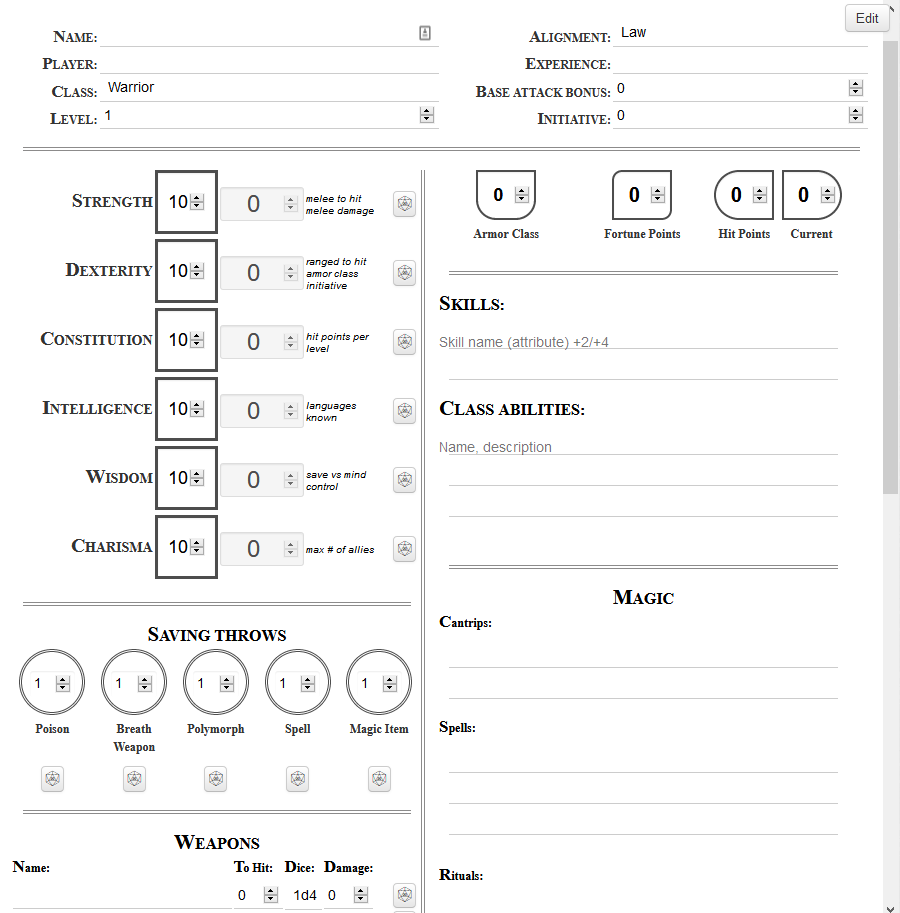 Edit
Name:
Alignment: Law
Player:
Experience:
Class: Warrior
Base attack bonus: 0
Level: 1
Initiative: 0
Strength 10 0 melee to hit
melee damage
Dexterity 10 0 ranged to hit
armor class
initiative
Constitution 10 0 hit points per
level
Intelligence 10 0 languages
known
Wisdom 10 0 save vs mind
control
Charisma 10 0 max # of allies
Saving throws
1 1 1 1 1
Poison Breath Weapon Polymorph Spell Magic Item
Weapons
Name: To Hit: Dice: Damage:
0 1d4 0
0 0 0 0
Armor Class Fortune Points Hit Points Current
Skills:
Skill name (attribute) +2/+4
Class abilities:
Name, description
Magic
Cantrips:
Spells:
Rituals: